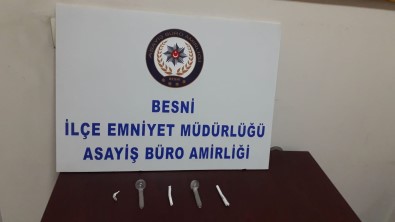 BESNİ
İLÇE EMNİYET MÜDÜRLÜĞÜ
ASAYİŞ BÜRO AMİRLİĞİ